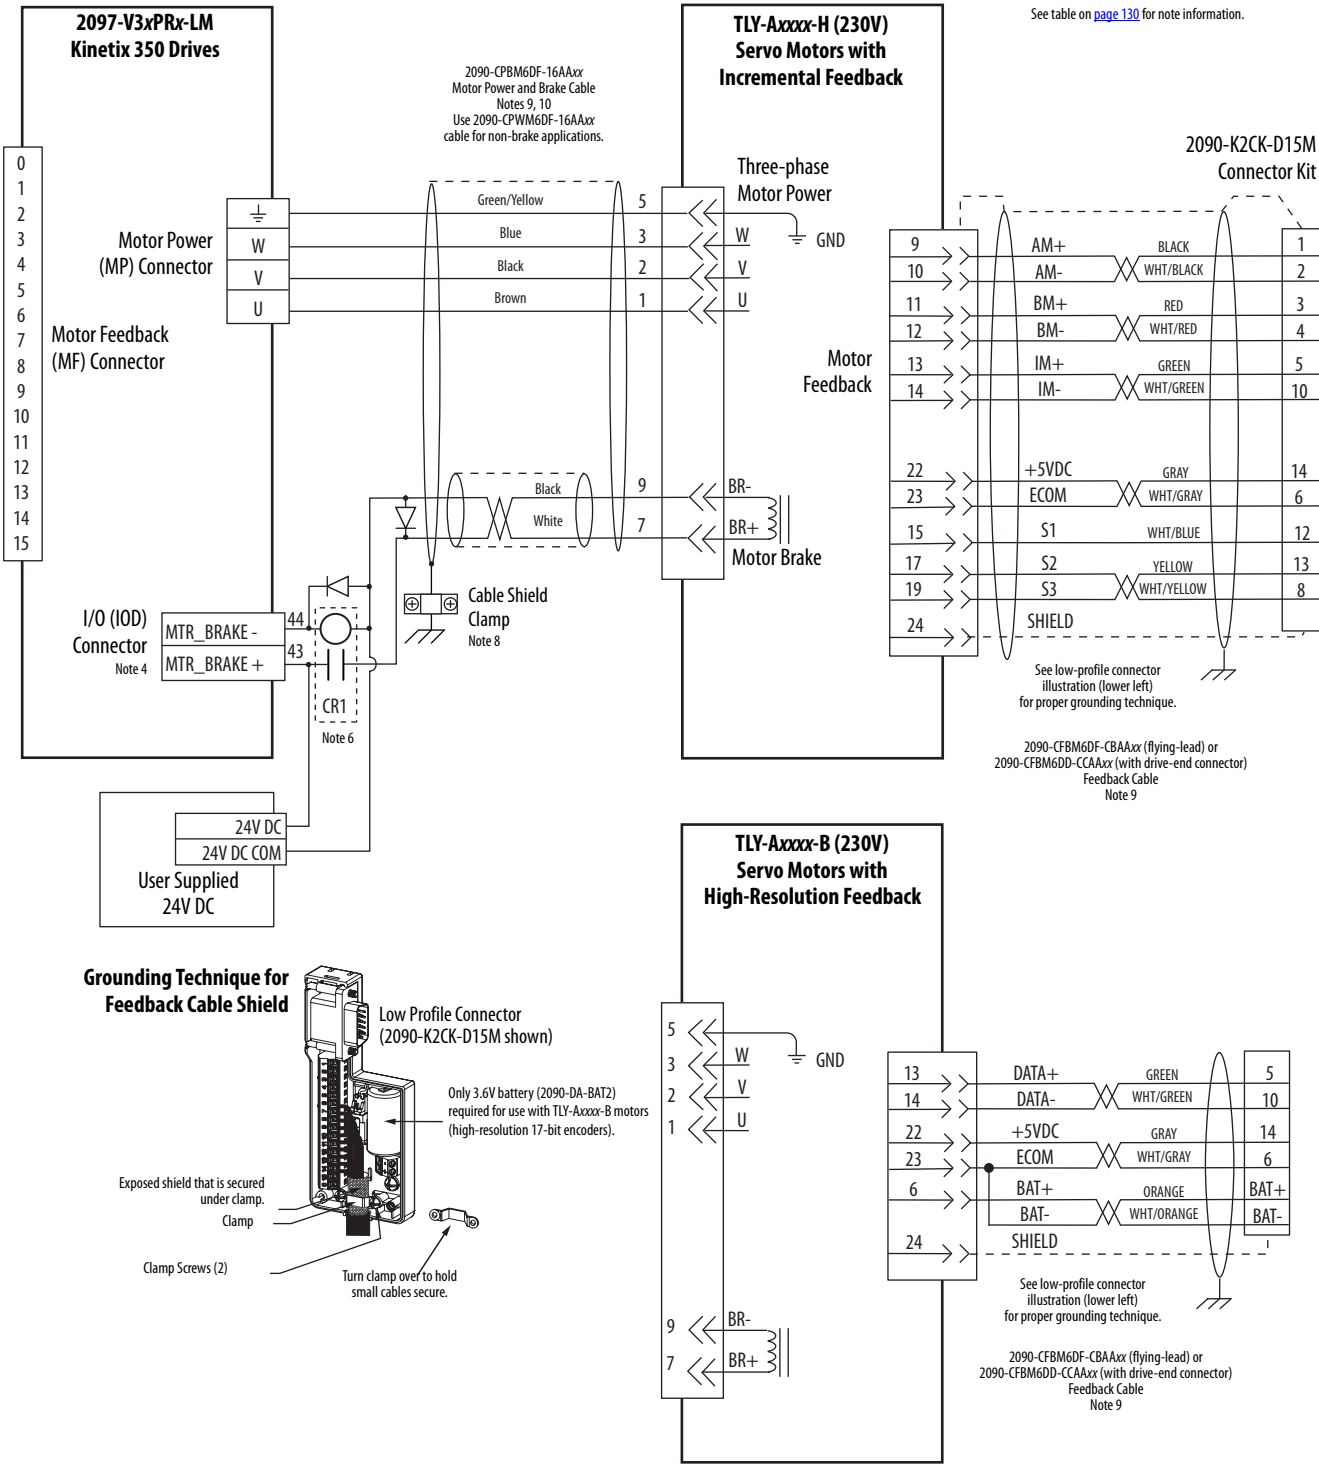 See table on page 130 for note information.
2097-V3xPRx-LM
Kinetix 350 Drives
2090-CPBM6DF-16AAxx
Motor Power and Brake Cable
Notes 9, 10
Use 2090-CPWM6DF-16AAxx
cable for non-brake applications.
TLY-Axxxx-H (230V)
Servo Motors with
Incremental Feedback
2090-K2CK-D15M
Connector Kit
0
1
2
3
4
5
6
7
8
9
10
11
12
13
14
15
Motor Feedback
(MF) Connector
Motor Power
(MP) Connector
W
V
U
Green/Yellow
Blue
Black
Brown
5
3
2
1
Three-phase
Motor Power
GND
W
V
U
Black
White
9
7
BR-
BR+
Motor Brake
Cable Shield
Clamp
Note 8
I/O (IOD)
Connector
Note 4
MTR_BRAKE -
MTR_BRAKE +
44
43
CR1
Note 6
24V DC
24V DC COM
User Supplied
24V DC
Motor
Feedback
9 AM+ BLACK 1
10 AM- WHT/BLACK 2
11 BM+ RED 3
12 BM- WHT/RED 4
13 IM+ GREEN 5
14 IM- WHT/GREEN 10
22 +5VDC GRAY 14
23 ECOM WHT/GRAY 6
15 S1 WHT/BLUE 12
17 S2 YELLOW 13
19 S3 WHT/YELLOW 8
24 SHIELD
See low-profile connector
illustration (lower left)
for proper grounding technique.
2090-CFBM6DF-CBAAxx (flying-lead) or
2090-CFBM6DD-CCAAxx (with drive-end connector)
Feedback Cable
Note 9
Grounding Technique for
Feedback Cable Shield
Low Profile Connector
(2090-K2CK-D15M shown)
Only 3.6V battery (2090-DA-BAT2)
required for use with TLY-Axxxx-B motors
(high-resolution 17-bit encoders).
Exposed shield that is secured
under clamp.
Clamp
Clamp Screws (2)
Turn clamp over to hold
small cables secure.
TLY-Axxxx-B (230V)
Servo Motors with
High-Resolution Feedback
5
3
2
1
GND
W
V
U
9
7
BR-
BR+
13 DATA+ GREEN 5
14 DATA- WHT/GREEN 10
22 +5VDC GRAY 14
23 ECOM WHT/GRAY 6
6 BAT+ ORANGE BAT+
BAT- WHT/ORANGE BAT-
24 SHIELD
See low-profile connector
illustration (lower left)
for proper grounding technique.
2090-CFBM6DF-CBAAxx (flying-lead) or
2090-CFBM6DD-CCAAxx (with drive-end connector)
Feedback Cable
Note 9